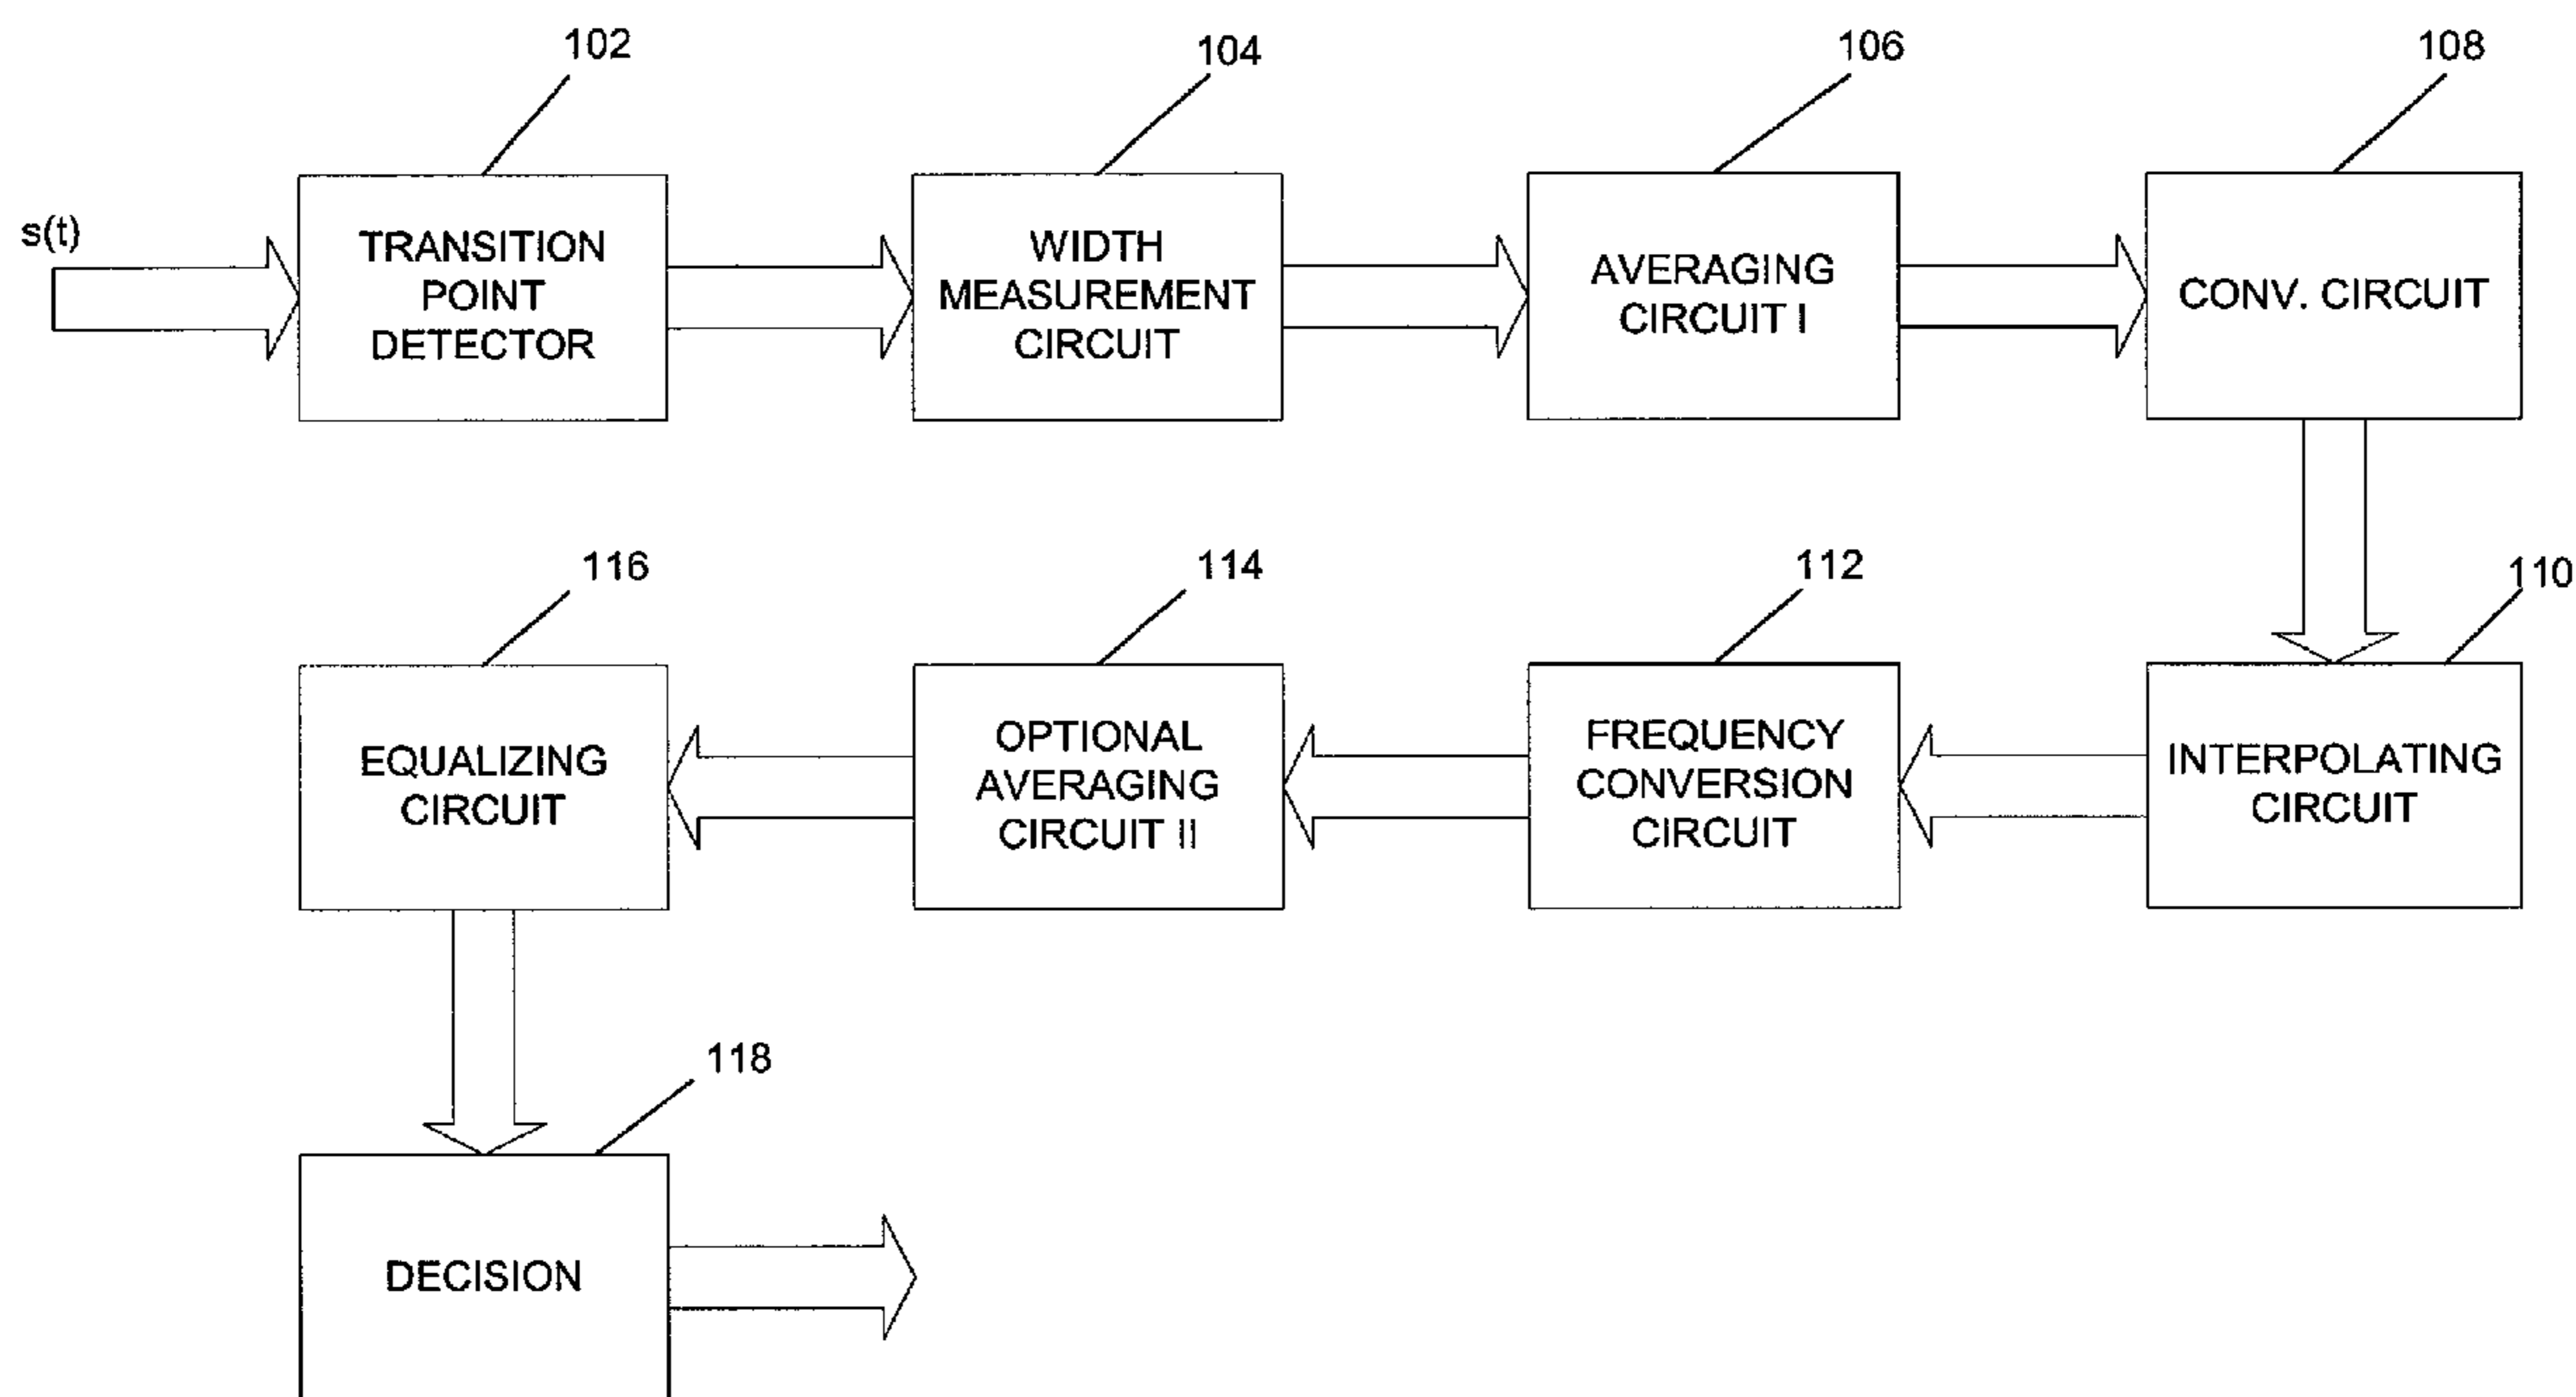 102
104
106
108
s(t)
TRANSITION
POINT
DETECTOR
WIDTH
MEASUREMENT
CIRCUIT
AVERAGING
CIRCUIT I
CONV. CIRCUIT
116
114
112
110
EQUALIZING
CIRCUIT
OPTIONAL
AVERAGING
CIRCUIT II
FREQUENCY
CONVERSION
CIRCUIT
INTERPOLATING
CIRCUIT
118
DECISION